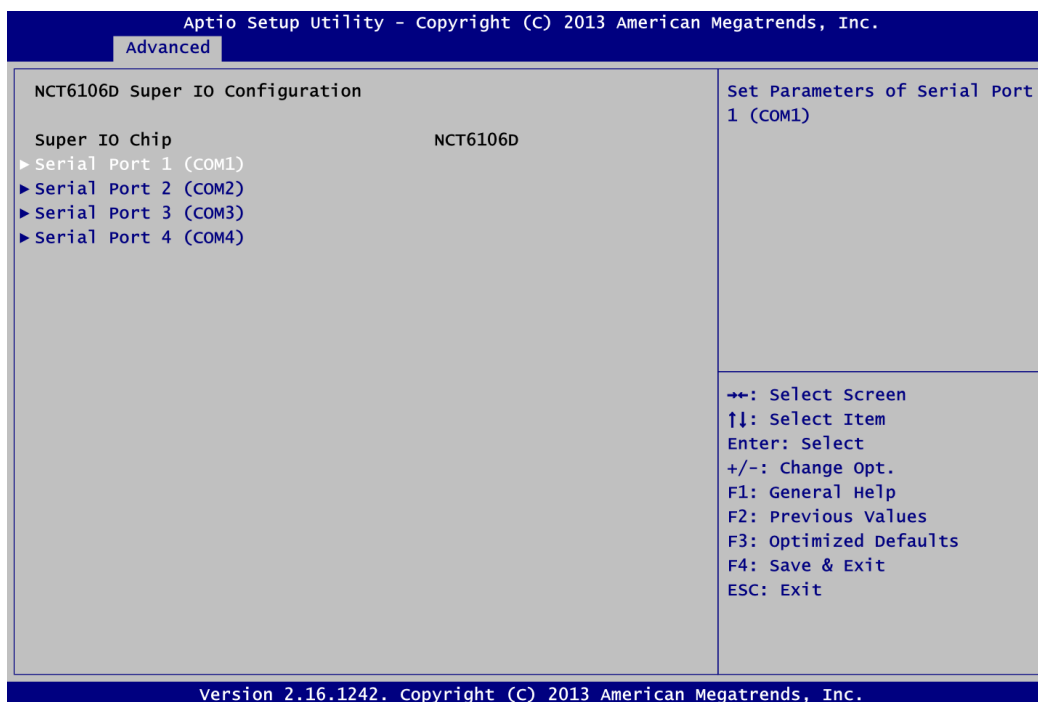 Aptio Setup Utility - Copyright (C) 2013 American Megatrends, Inc.
Advanced
NCT6106D Super IO Configuration
Super IO Chip NCT6106D
▶ Serial Port 1 (COM1)
▶ Serial Port 2 (COM2)
▶ Serial Port 3 (COM3)
▶ Serial Port 4 (COM4)
Set Parameters of Serial Port
1 (COM1)
→←: Select Screen
↑↓: Select Item
Enter: Select
+/-: Change Opt.
F1: General Help
F2: Previous Values
F3: Optimized Defaults
F4: Save & Exit
ESC: Exit
Version 2.16.1242. Copyright (C) 2013 American Megatrends, Inc.